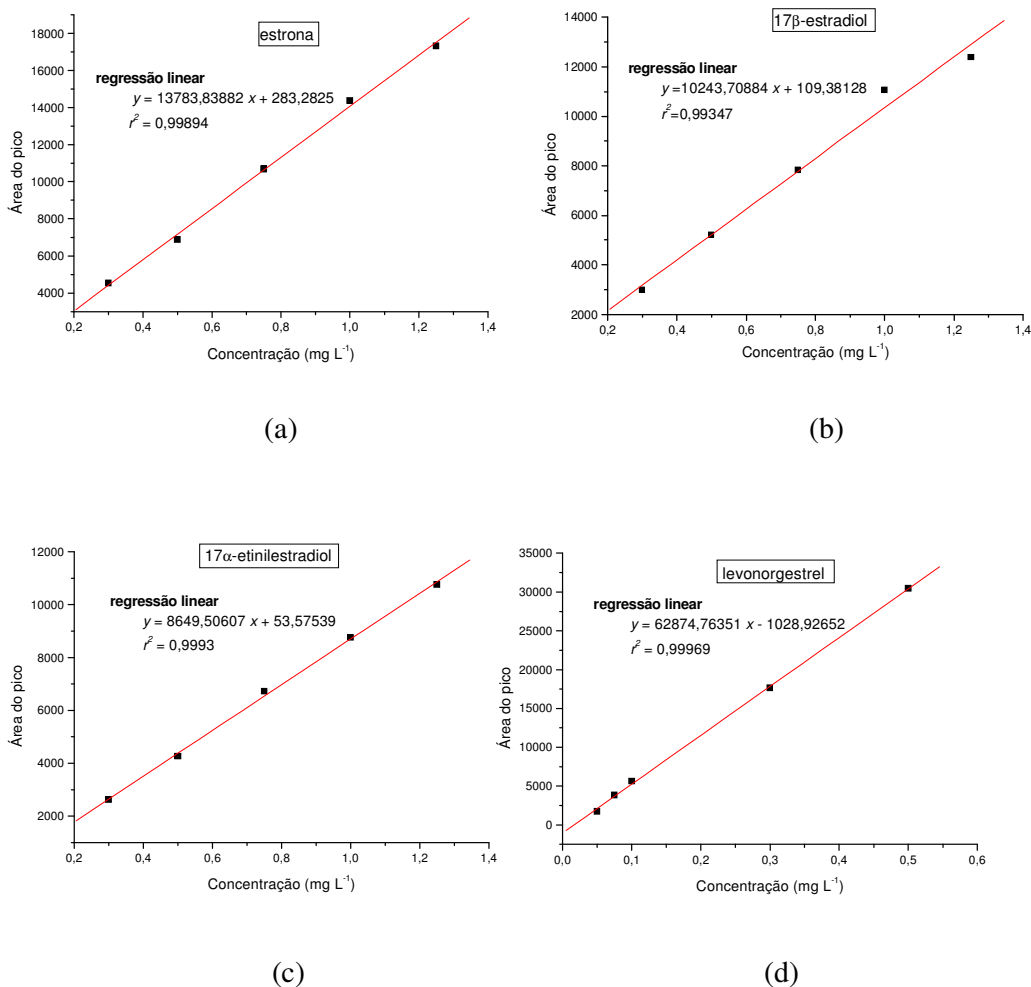 estrona
regressão linear
y = 13783,83882 x + 283,2825
r² = 0,99894
18000
16000
14000
12000
10000
8000
6000
4000
Área do pico
0,2 0,4 0,6 0,8 1,0 1,2 1,4
Concentração (mg L⁻¹)
(a)
17β-estradiol
regressão linear
y =10243,70884 x + 109,38128
r²=0,99347
14000
12000
10000
8000
6000
4000
2000
Área do pico
0,2 0,4 0,6 0,8 1,0 1,2 1,4
Concentração (mg L⁻¹)
(b)
17α-etinilestradiol
regressão linear
y = 8649,50607 x + 53,57539
r² = 0,9993
12000
10000
8000
6000
4000
2000
Área do pico
0,2 0,4 0,6 0,8 1,0 1,2 1,4
Concentração (mg L⁻¹)
(c)
levonorgestrel
regressão linear
y = 62874,76351 x - 1028,92652
r² = 0,99969
35000
30000
25000
20000
15000
10000
5000
0
Área do pico
0,0 0,1 0,2 0,3 0,4 0,5 0,6
Concentração (mg L⁻¹)
(d)